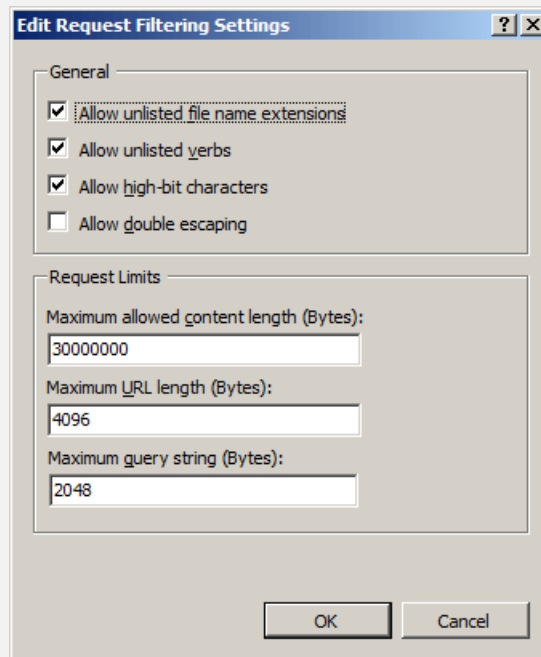 Edit Request Filtering Settings
General
Allow unlisted file name extensions
Allow unlisted verbs
Allow high-bit characters
Allow double escaping
Request Limits
Maximum allowed content length (Bytes):
30000000
Maximum URL length (Bytes):
4096
Maximum query string (Bytes):
2048
OK Cancel